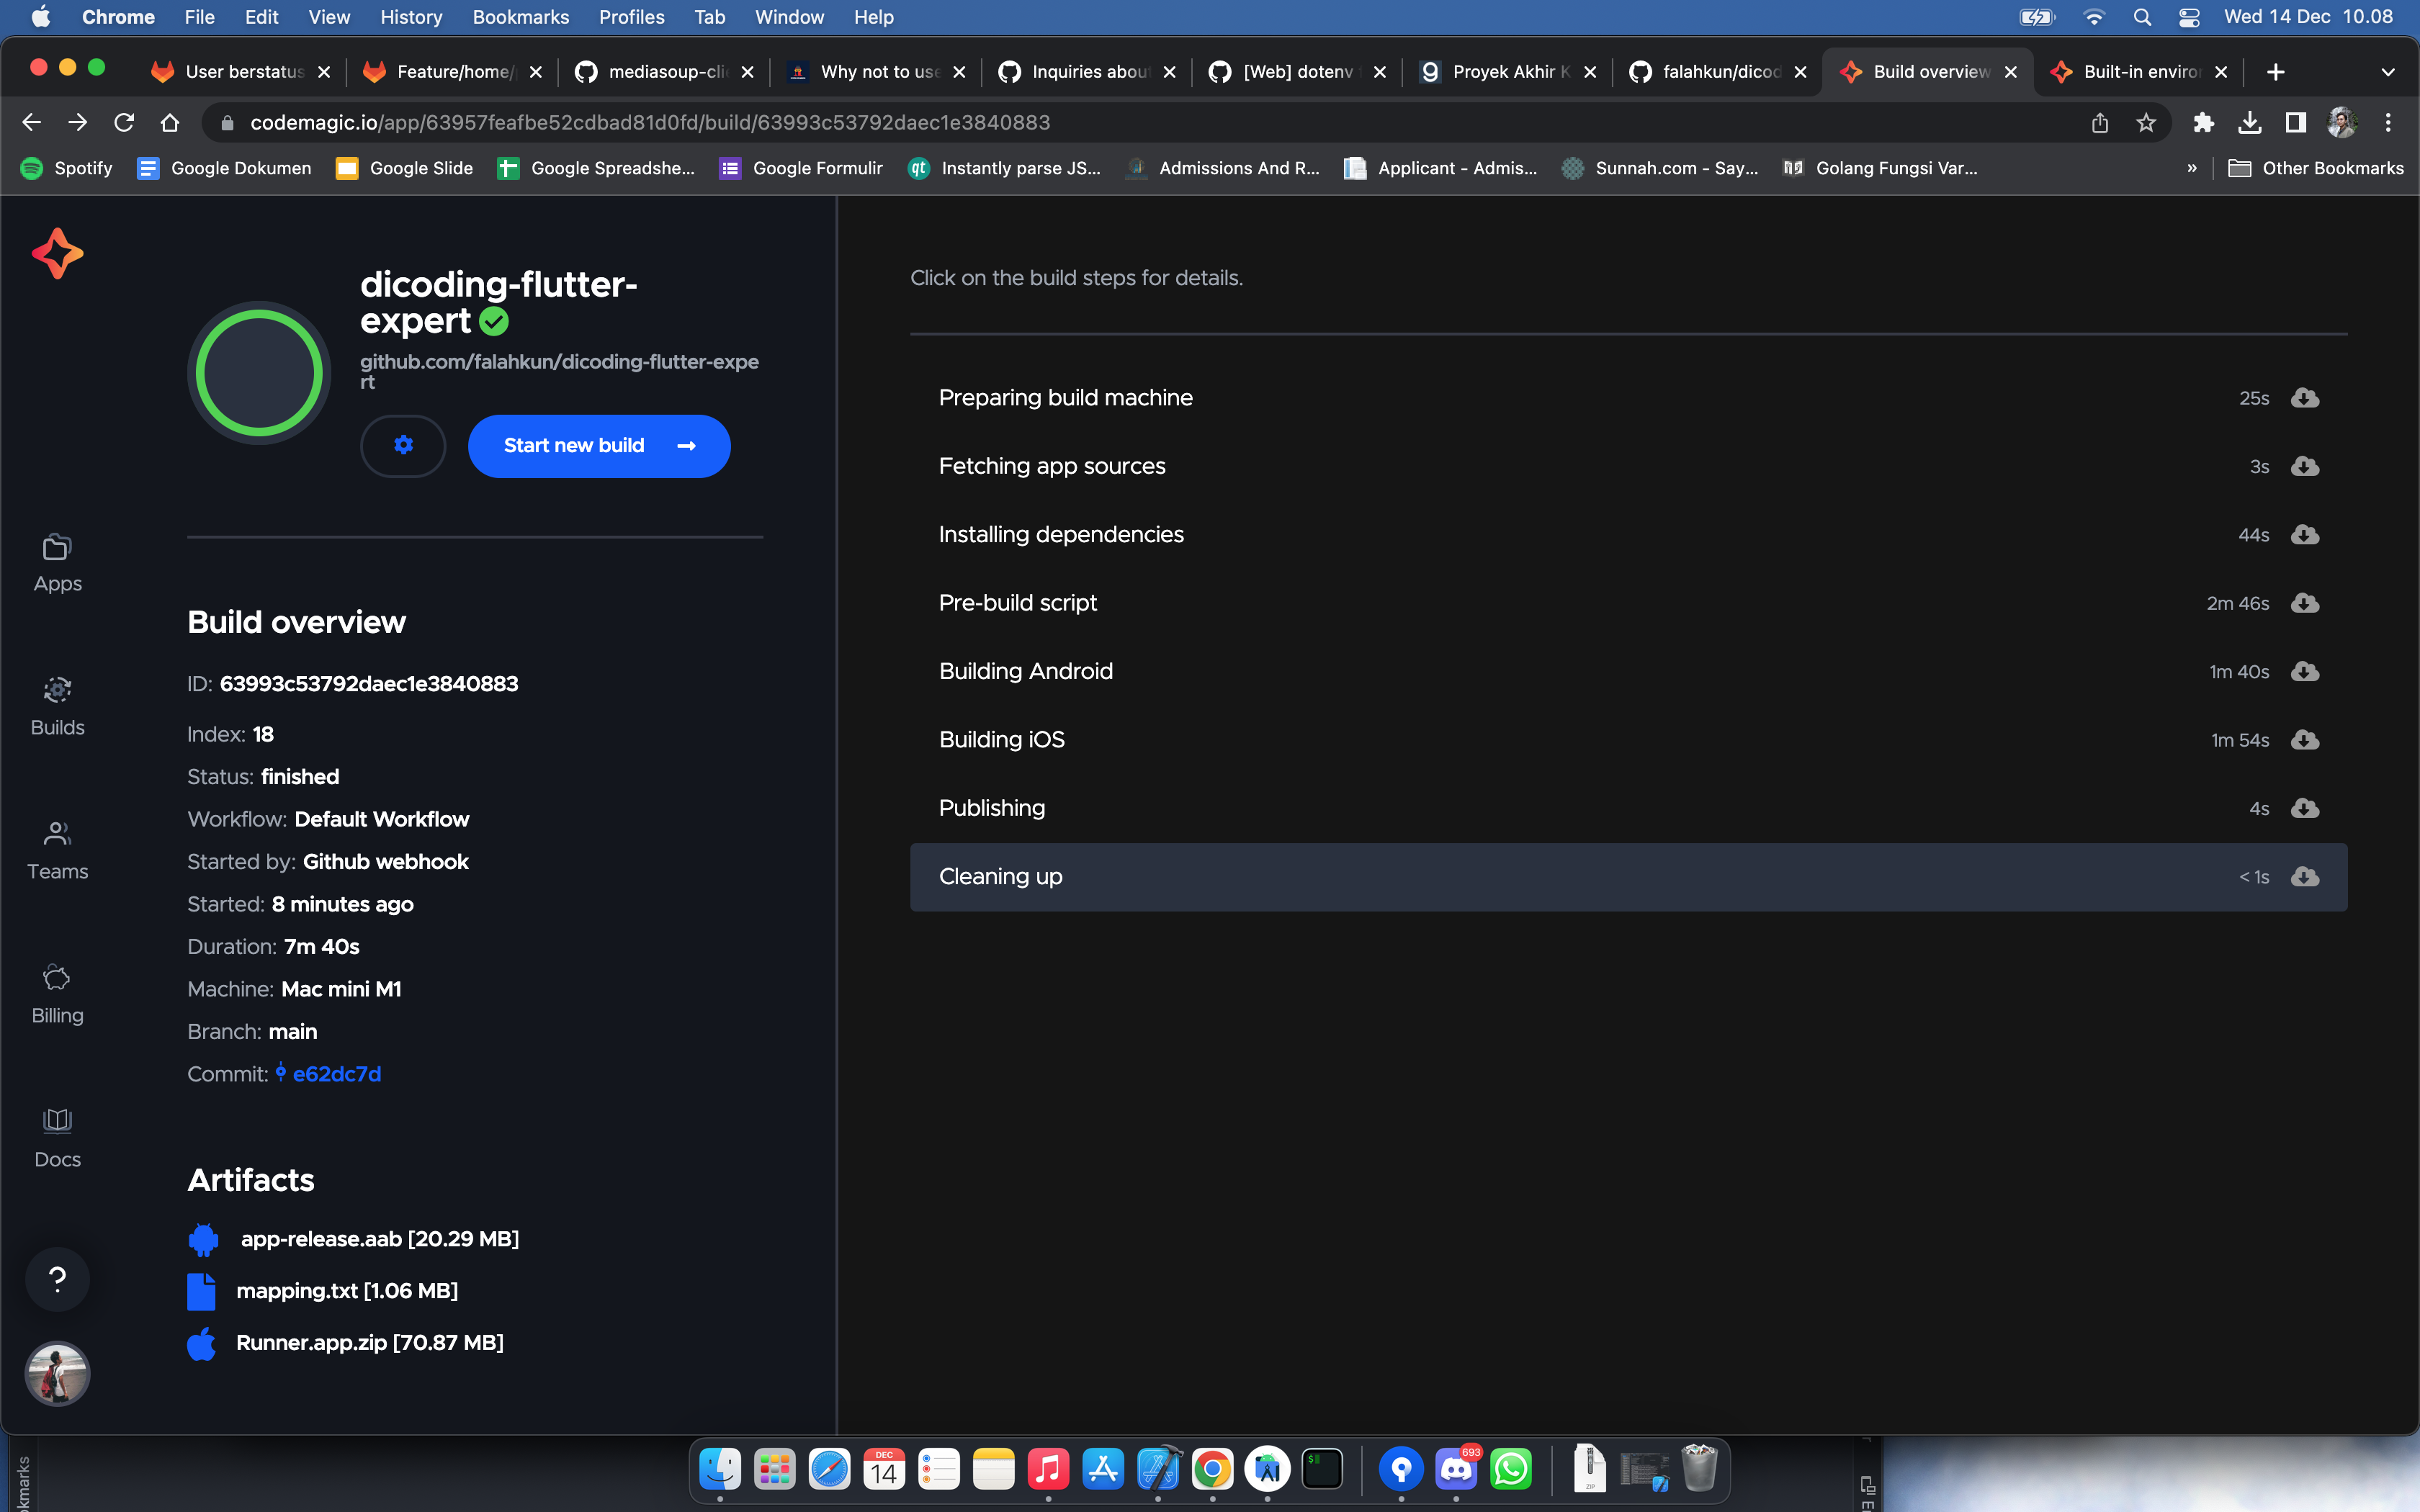 Chrome File Edit View History Bookmarks Profiles Tab Window Help Wed 14 Dec 10.08
User berstatus Feature/home/ mediasoup-clie Why not to use Inquiries about [Web] dotenv Proyek Akhir K falahkun/dicod Build overview Built-in enviror
codemagic.io/app/63957feafbe52cdbad81d0fd/build/63993c53792daec1e3840883
Spotify Google Dokumen Google Slide Google Spreadshe... Google Formulir Instantly parse JS... Admissions And R... Applicant - Admis... Sunnah.com - Say... Golang Fungsi Var... » Other Bookmarks
dicoding-flutter-
expert
github.com/falahkun/dicoding-flutter-expe
rt
Start new build
Apps
Builds
Teams
Billing
Docs
?
Build overview
ID: 63993c53792daec1e3840883
Index: 18
Status: finished
Workflow: Default Workflow
Started by: Github webhook
Started: 8 minutes ago
Duration: 7m 40s
Machine: Mac mini M1
Branch: main
Commit: e62dc7d
Artifacts
app-release.aab [20.29 MB]
mapping.txt [1.06 MB]
Runner.app.zip [70.87 MB]
Click on the build steps for details.
Preparing build machine 25s
Fetching app sources 3s
Installing dependencies 44s
Pre-build script 2m 46s
Building Android 1m 40s
Building iOS 1m 54s
Publishing 4s
Cleaning up < 1s
kmarks
DEC
14
693
ZIP